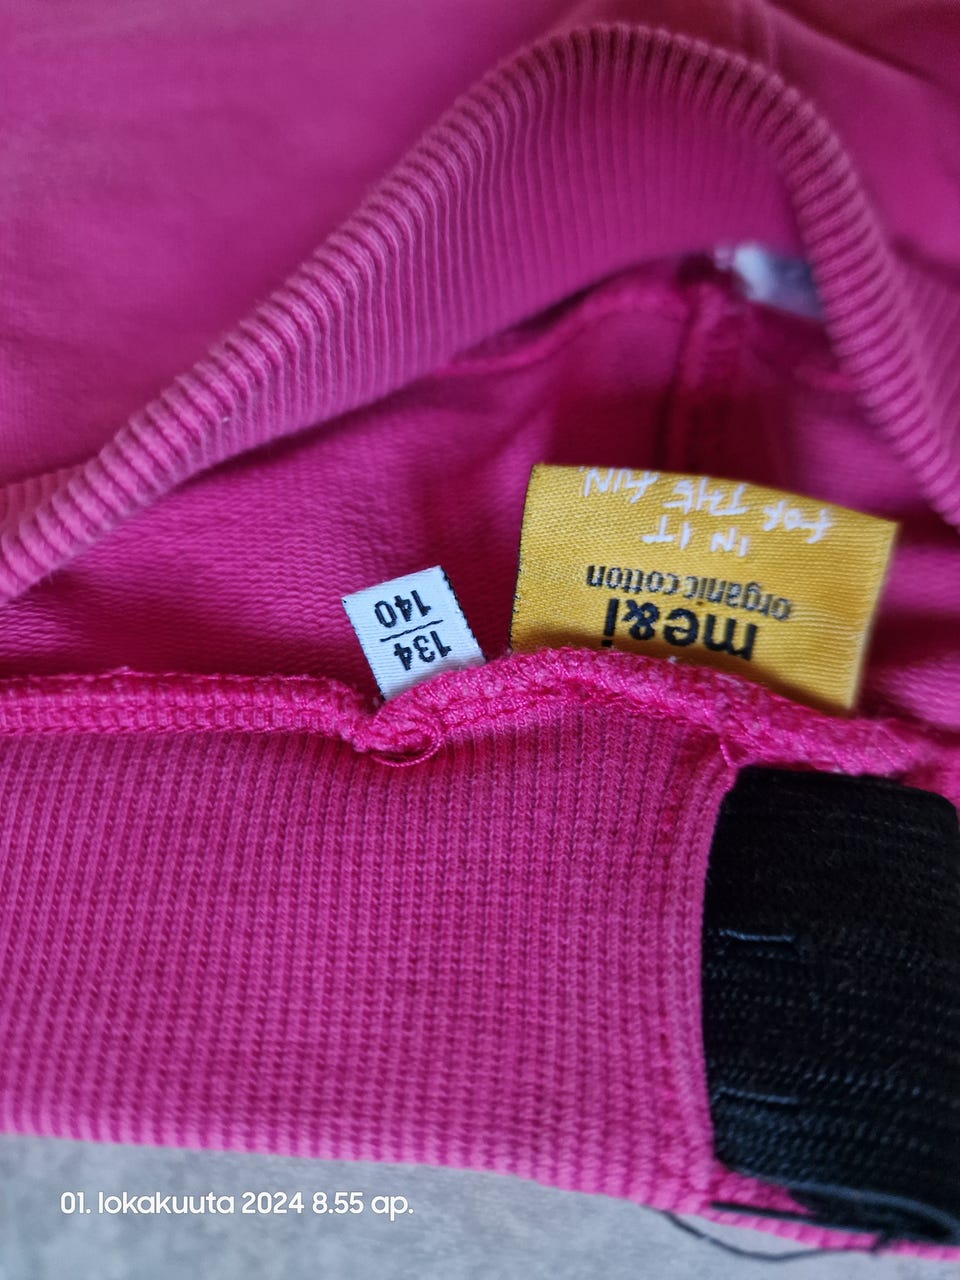 134
140
me&i
organic cotton
IN IT
FOR THE FUN!
01. lokakuuta 2024 8.55 ap.